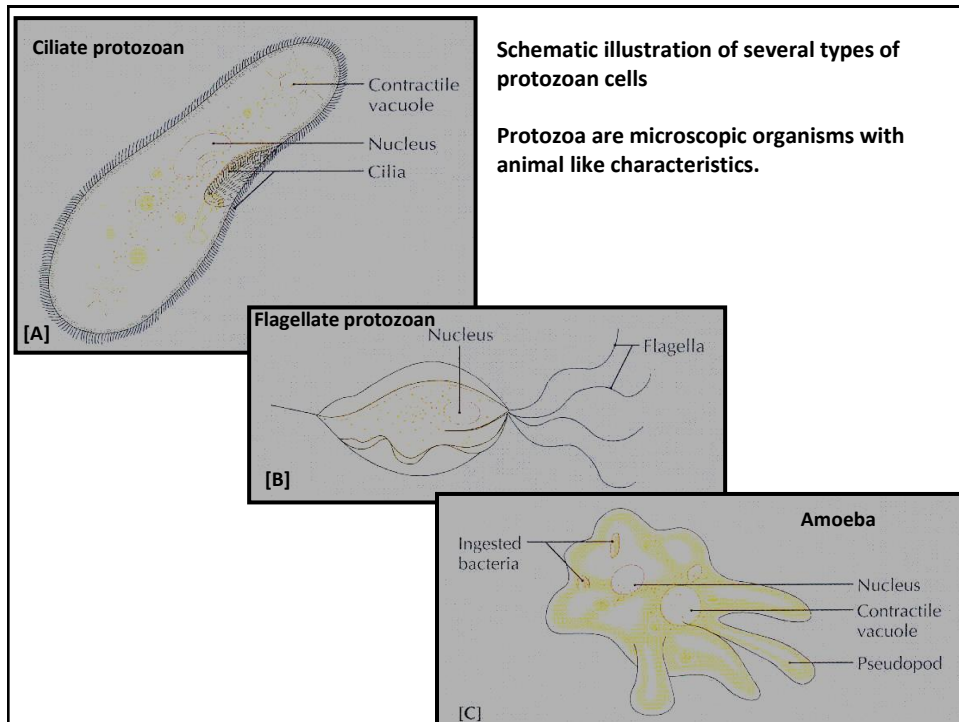 Ciliate protozoan
Contractile
vacuole
Nucleus
Cilia
[A]
Schematic illustration of several types of
protozoan cells
Protozoa are microscopic organisms with
animal like characteristics.
Flagellate protozoan
Nucleus
Flagella
[B]
Amoeba
Ingested
bacteria
Nucleus
Contractile
vacuole
Pseudopod
[C]